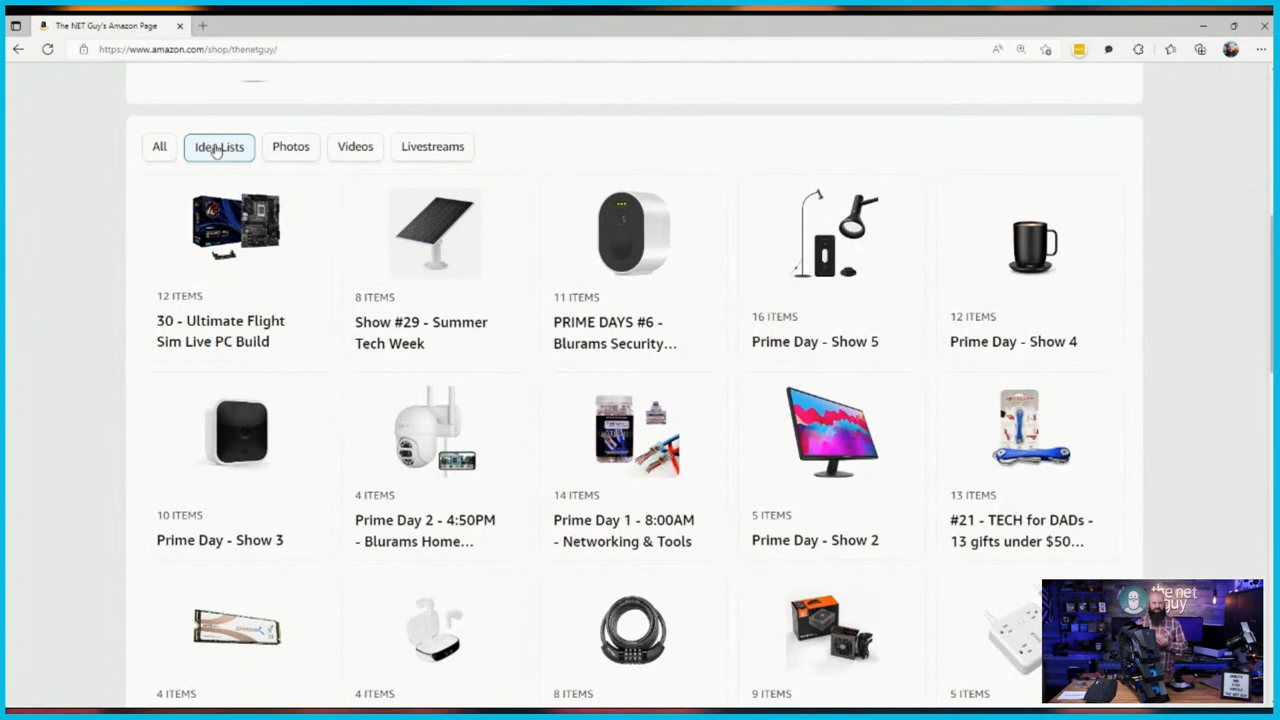 The NET Guy's Amazon Page
https://www.amazon.com/shop/thenetguy/
All
Idea Lists
Photos
Videos
Livestreams
12 ITEMS
30 - Ultimate Flight
Sim Live PC Build
8 ITEMS
Show #29 - Summer
Tech Week
11 ITEMS
PRIME DAYS #6 -
Blurams Security...
16 ITEMS
Prime Day - Show 5
12 ITEMS
Prime Day - Show 4
10 ITEMS
Prime Day - Show 3
4 ITEMS
Prime Day 2 - 4:50PM
- Blurams Home...
14 ITEMS
Prime Day 1 - 8:00AM
- Networking & Tools
5 ITEMS
Prime Day - Show 2
13 ITEMS
#21 - TECH for DADs -
13 gifts under $50...
4 ITEMS
4 ITEMS
8 ITEMS
9 ITEMS
5 ITEMS
the net
guy